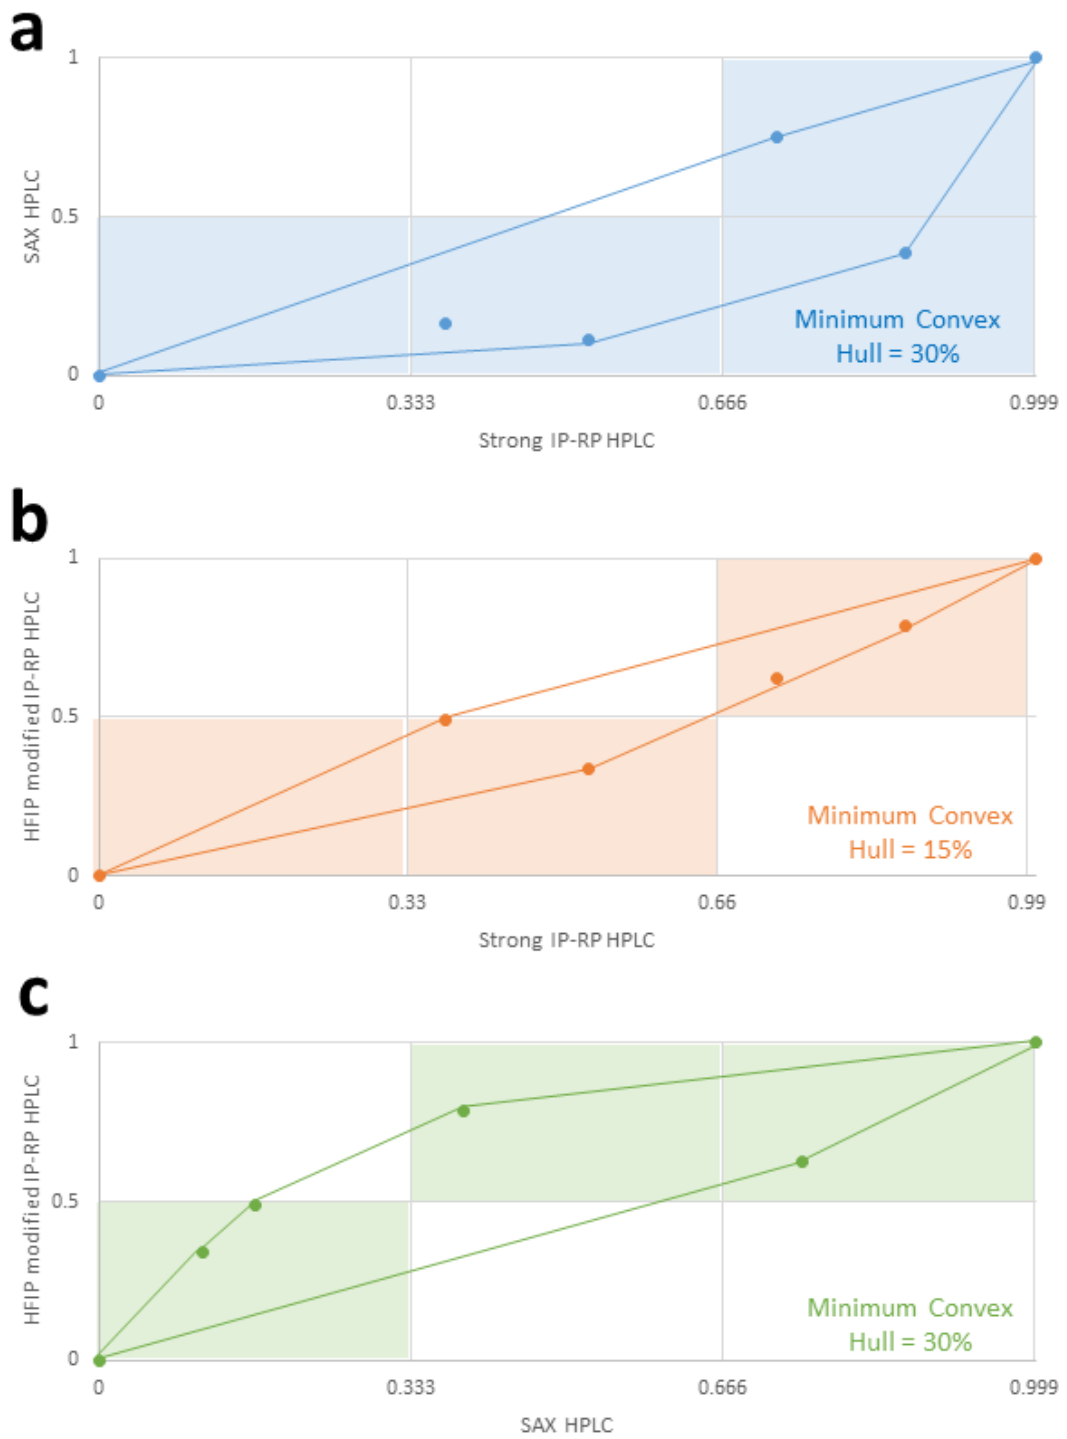 a
1
0.5
0
SAX HPLC
Minimum Convex
Hull = 30%
0
0.333
0.666
0.999
Strong IP-RP HPLC
b
1
0.5
0
HFIP modified IP-RP HPLC
Minimum Convex
Hull = 15%
0
0.33
0.66
0.99
Strong IP-RP HPLC
c
1
0.5
0
HFIP modified IP-RP HPLC
Minimum Convex
Hull = 30%
0
0.333
0.666
0.999
SAX HPLC